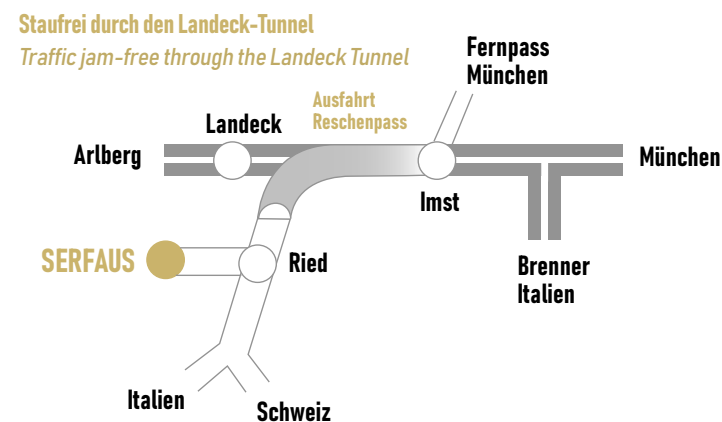 Staufrei durch den Landeck-Tunnel
Traffic jam-free through the Landeck Tunnel
Fernpass
München
Ausfahrt
Reschenpass
Landeck
Arlberg
München
Imst
SERFAUS
Ried
Brenner
Italien
Italien
Schweiz